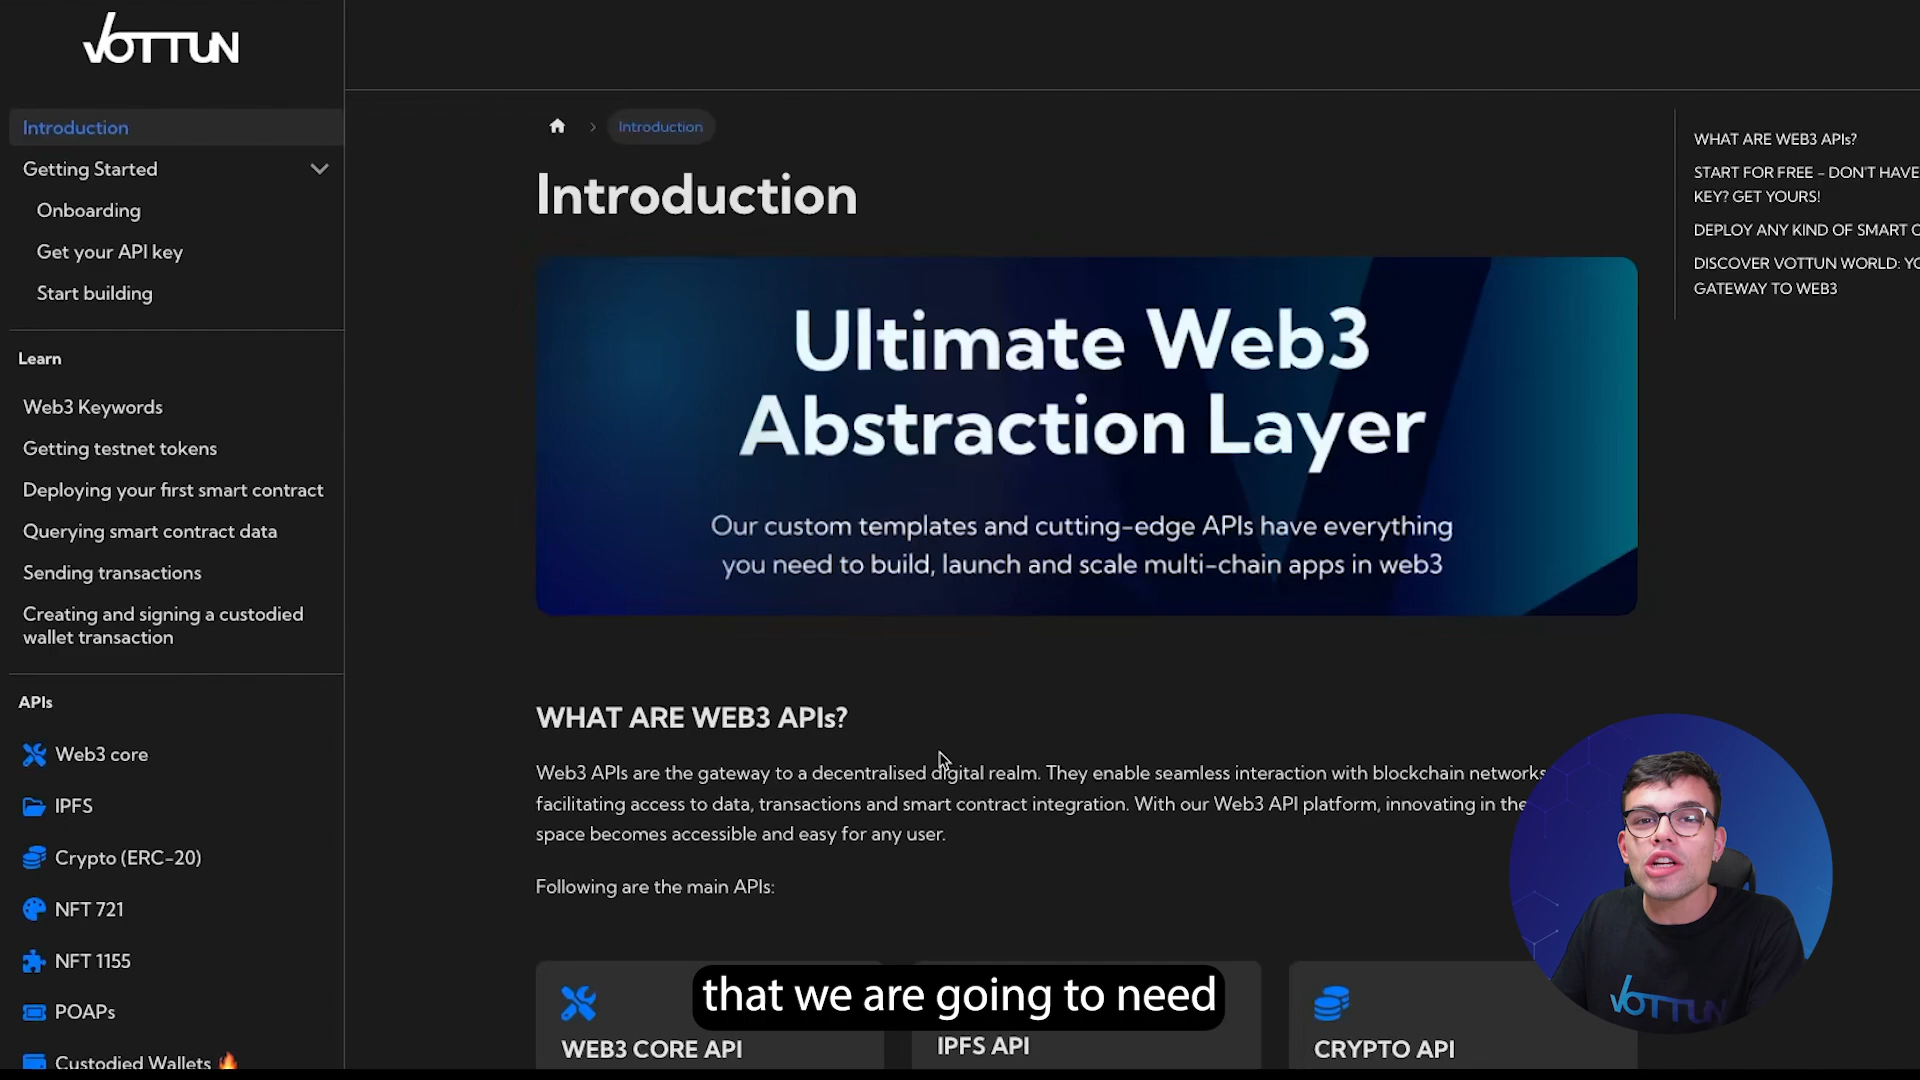 VOTTUN
Introduction
Getting Started
Onboarding
Get your API key
Start building
Learn
Web3 Keywords
Getting testnet tokens
Deploying your first smart contract
Querying smart contract data
Sending transactions
Creating and signing a custodied
wallet transaction
APIs
Web3 core
IPFS
Crypto (ERC-20)
NFT 721
NFT 1155
POAPs
Custodied Wallets
Introduction
Introduction
Ultimate Web3
Abstraction Layer
Our custom templates and cutting-edge APIs have everything
you need to build, launch and scale multi-chain apps in web3
WHAT ARE WEB3 APIs?
Web3 APIs are the gateway to a decentralised digital realm. They enable seamless interaction with blockchain networks
facilitating access to data, transactions and smart contract integration. With our Web3 API platform, innovating in the
space becomes accessible and easy for any user.
Following are the main APIs:
WEB3 CORE API
IPFS API
CRYPTO API
that we are going to need
WHAT ARE WEB3 APIs?
START FOR FREE – DON'T HAVE
KEY? GET YOURS!
DEPLOY ANY KIND OF SMART
DISCOVER VOTTUN WORLD:
GATEWAY TO WEB3
VOTTUN